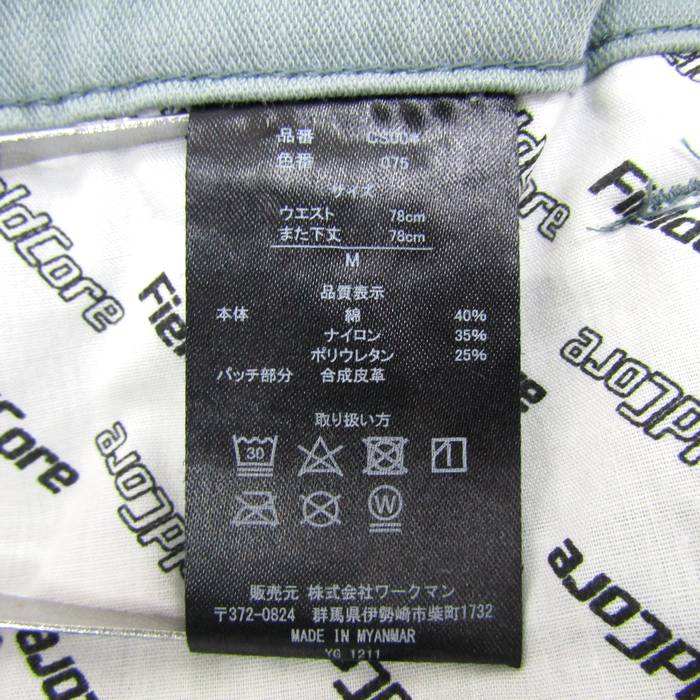 品番 CS004
色番 075
サイズ
ウエスト 78cm
また下丈 78cm
M
品質表示
本体 綿 40%
ナイロン 35%
ポリウレタン 25%
パッチ部分 合成皮革
取り扱い方
30
W
販売元 株式会社ワークマン
〒372-0824 群馬県伊勢崎市柴町1732
MADE IN MYANMAR
YG 1211
FieldCore